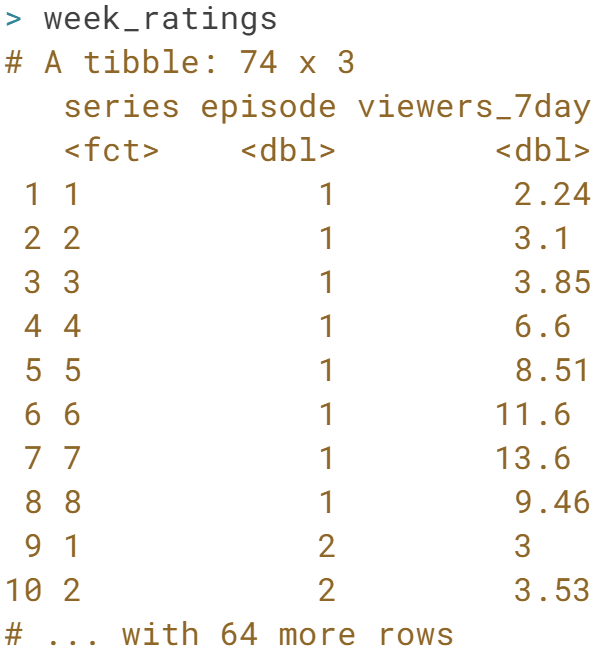 > week_ratings
# A tibble: 74 x 3
   series episode viewers_7day
   <fct>    <dbl>        <dbl>
 1 1            1         2.24
 2 2            1         3.1
 3 3            1         3.85
 4 4            1         6.6
 5 5            1         8.51
 6 6            1        11.6
 7 7            1        13.6
 8 8            1         9.46
 9 1            2         3
10 2            2         3.53
# ... with 64 more rows